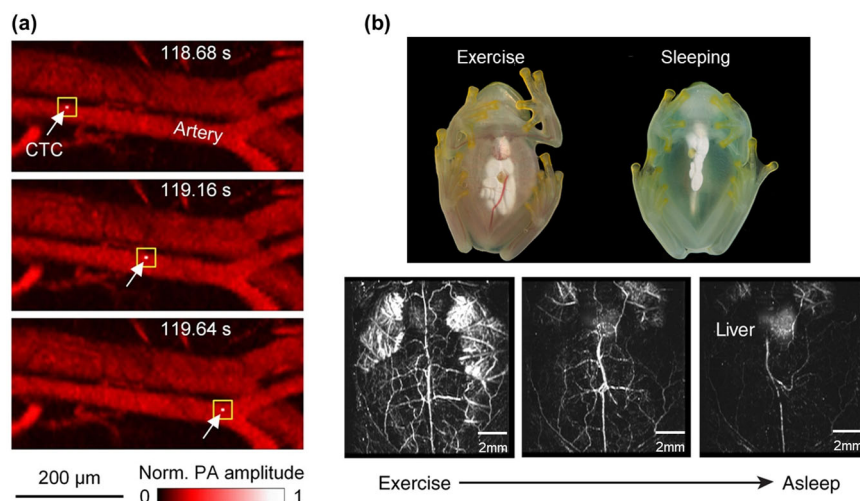 (a)
118.68 s
Artery
CTC
119.16 s
119.64 s
200 μm
Norm. PA amplitude
0 1
(b)
Exercise Sleeping
Liver
2mm 2mm 2mm
Exercise Asleep